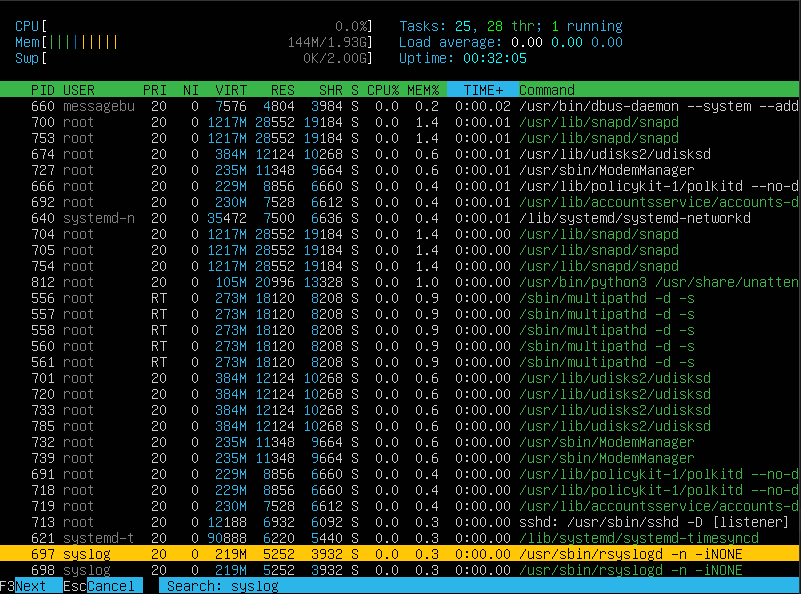 CPU[ 0.0%] Tasks: 25, 28 thr; 1 running
Mem[||||||||| 144M/1.93G] Load average: 0.00 0.00 0.00
Swp[ 0K/2.00G] Uptime: 00:32:05
PID USER PRI NI VIRT RES SHR S CPU% MEM% TIME+ Command
660 messagebu 20 0 7576 4804 3984 S 0.0 0.2 0:00.02 /usr/bin/dbus-daemon --system --add
700 root 20 0 1217M 28552 19184 S 0.0 1.4 0:00.01 /usr/lib/snapd/snapd
753 root 20 0 1217M 28552 19184 S 0.0 1.4 0:00.01 /usr/lib/snapd/snapd
674 root 20 0 384M 12124 10268 S 0.0 0.6 0:00.01 /usr/lib/udisks2/udisksd
727 root 20 0 235M 11348 9664 S 0.0 0.6 0:00.01 /usr/sbin/ModemManager
666 root 20 0 229M 8856 6660 S 0.0 0.4 0:00.01 /usr/lib/policykit-1/polkitd --no-d
692 root 20 0 230M 7528 6612 S 0.0 0.4 0:00.01 /usr/lib/accountsservice/accounts-d
640 systemd-n 20 0 35472 7500 6636 S 0.0 0.4 0:00.01 /lib/systemd/systemd-networkd
704 root 20 0 1217M 28552 19184 S 0.0 1.4 0:00.00 /usr/lib/snapd/snapd
705 root 20 0 1217M 28552 19184 S 0.0 1.4 0:00.00 /usr/lib/snapd/snapd
754 root 20 0 1217M 28552 19184 S 0.0 1.4 0:00.00 /usr/lib/snapd/snapd
812 root 20 0 105M 20996 13328 S 0.0 1.0 0:00.00 /usr/bin/python3 /usr/share/unatten
556 root RT 0 273M 18120 8208 S 0.0 0.9 0:00.00 /sbin/multipathd -d -s
557 root RT 0 273M 18120 8208 S 0.0 0.9 0:00.00 /sbin/multipathd -d -s
558 root RT 0 273M 18120 8208 S 0.0 0.9 0:00.00 /sbin/multipathd -d -s
560 root RT 0 273M 18120 8208 S 0.0 0.9 0:00.00 /sbin/multipathd -d -s
561 root RT 0 273M 18120 8208 S 0.0 0.9 0:00.00 /sbin/multipathd -d -s
701 root 20 0 384M 12124 10268 S 0.0 0.6 0:00.00 /usr/lib/udisks2/udisksd
720 root 20 0 384M 12124 10268 S 0.0 0.6 0:00.00 /usr/lib/udisks2/udisksd
733 root 20 0 384M 12124 10268 S 0.0 0.6 0:00.00 /usr/lib/udisks2/udisksd
785 root 20 0 384M 12124 10268 S 0.0 0.6 0:00.00 /usr/lib/udisks2/udisksd
732 root 20 0 235M 11348 9664 S 0.0 0.6 0:00.00 /usr/sbin/ModemManager
739 root 20 0 235M 11348 9664 S 0.0 0.6 0:00.00 /usr/sbin/ModemManager
691 root 20 0 229M 8856 6660 S 0.0 0.4 0:00.00 /usr/lib/policykit-1/polkitd --no-d
718 root 20 0 229M 8856 6660 S 0.0 0.4 0:00.00 /usr/lib/policykit-1/polkitd --no-d
719 root 20 0 230M 7528 6612 S 0.0 0.4 0:00.00 /usr/lib/accountsservice/accounts-d
713 root 20 0 12188 6932 6092 S 0.0 0.3 0:00.00 sshd: /usr/sbin/sshd -D [listener]
621 systemd-t 20 0 90888 6220 5440 S 0.0 0.3 0:00.00 /lib/systemd/systemd-timesyncd
697 syslog 20 0 219M 5252 3932 S 0.0 0.3 0:00.00 /usr/sbin/rsyslogd -n -iNONE
698 syslog 20 0 219M 5252 3932 S 0.0 0.3 0:00.00 /usr/sbin/rsyslogd -n -iNONE
F3Next EscCancel Search: syslog